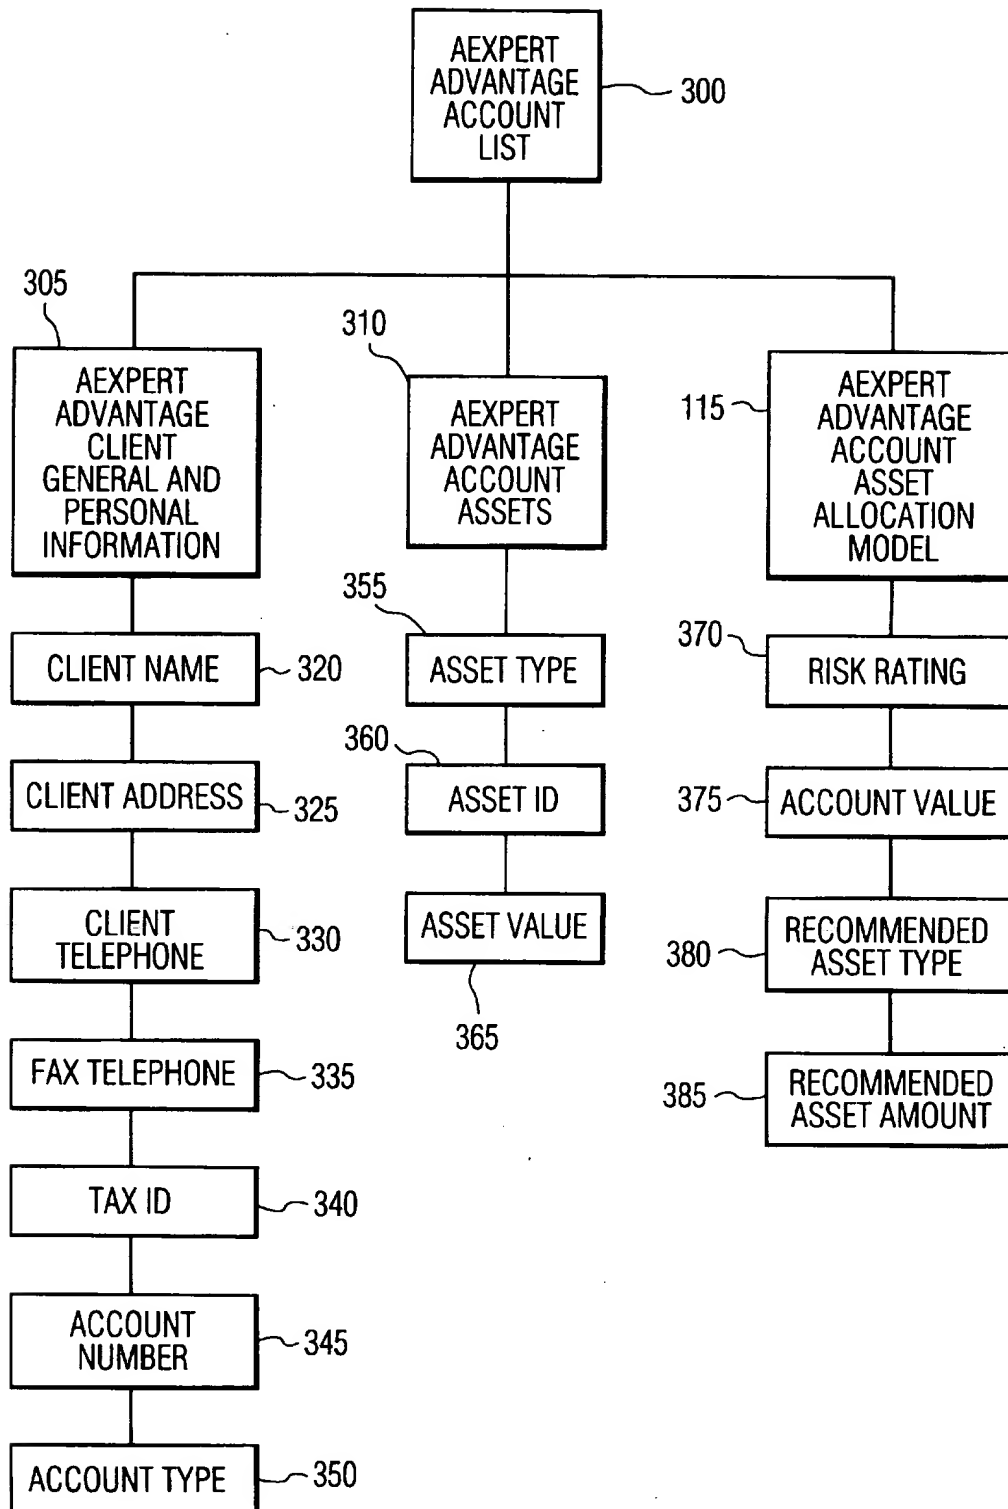 AEXPERT
ADVANTAGE
ACCOUNT
LIST
300
305
AEXPERT
ADVANTAGE
CLIENT
GENERAL AND
PERSONAL
INFORMATION
CLIENT NAME
320
CLIENT ADDRESS
325
CLIENT
TELEPHONE
330
FAX TELEPHONE
335
TAX ID
340
ACCOUNT
NUMBER
345
ACCOUNT TYPE
350
310
AEXPERT
ADVANTAGE
ACCOUNT
ASSETS
355
ASSET TYPE
360
ASSET ID
ASSET VALUE
365
115
AEXPERT
ADVANTAGE
ACCOUNT
ASSET
ALLOCATION
MODEL
370
RISK RATING
375
ACCOUNT VALUE
380
RECOMMENDED
ASSET TYPE
385
RECOMMENDED
ASSET AMOUNT